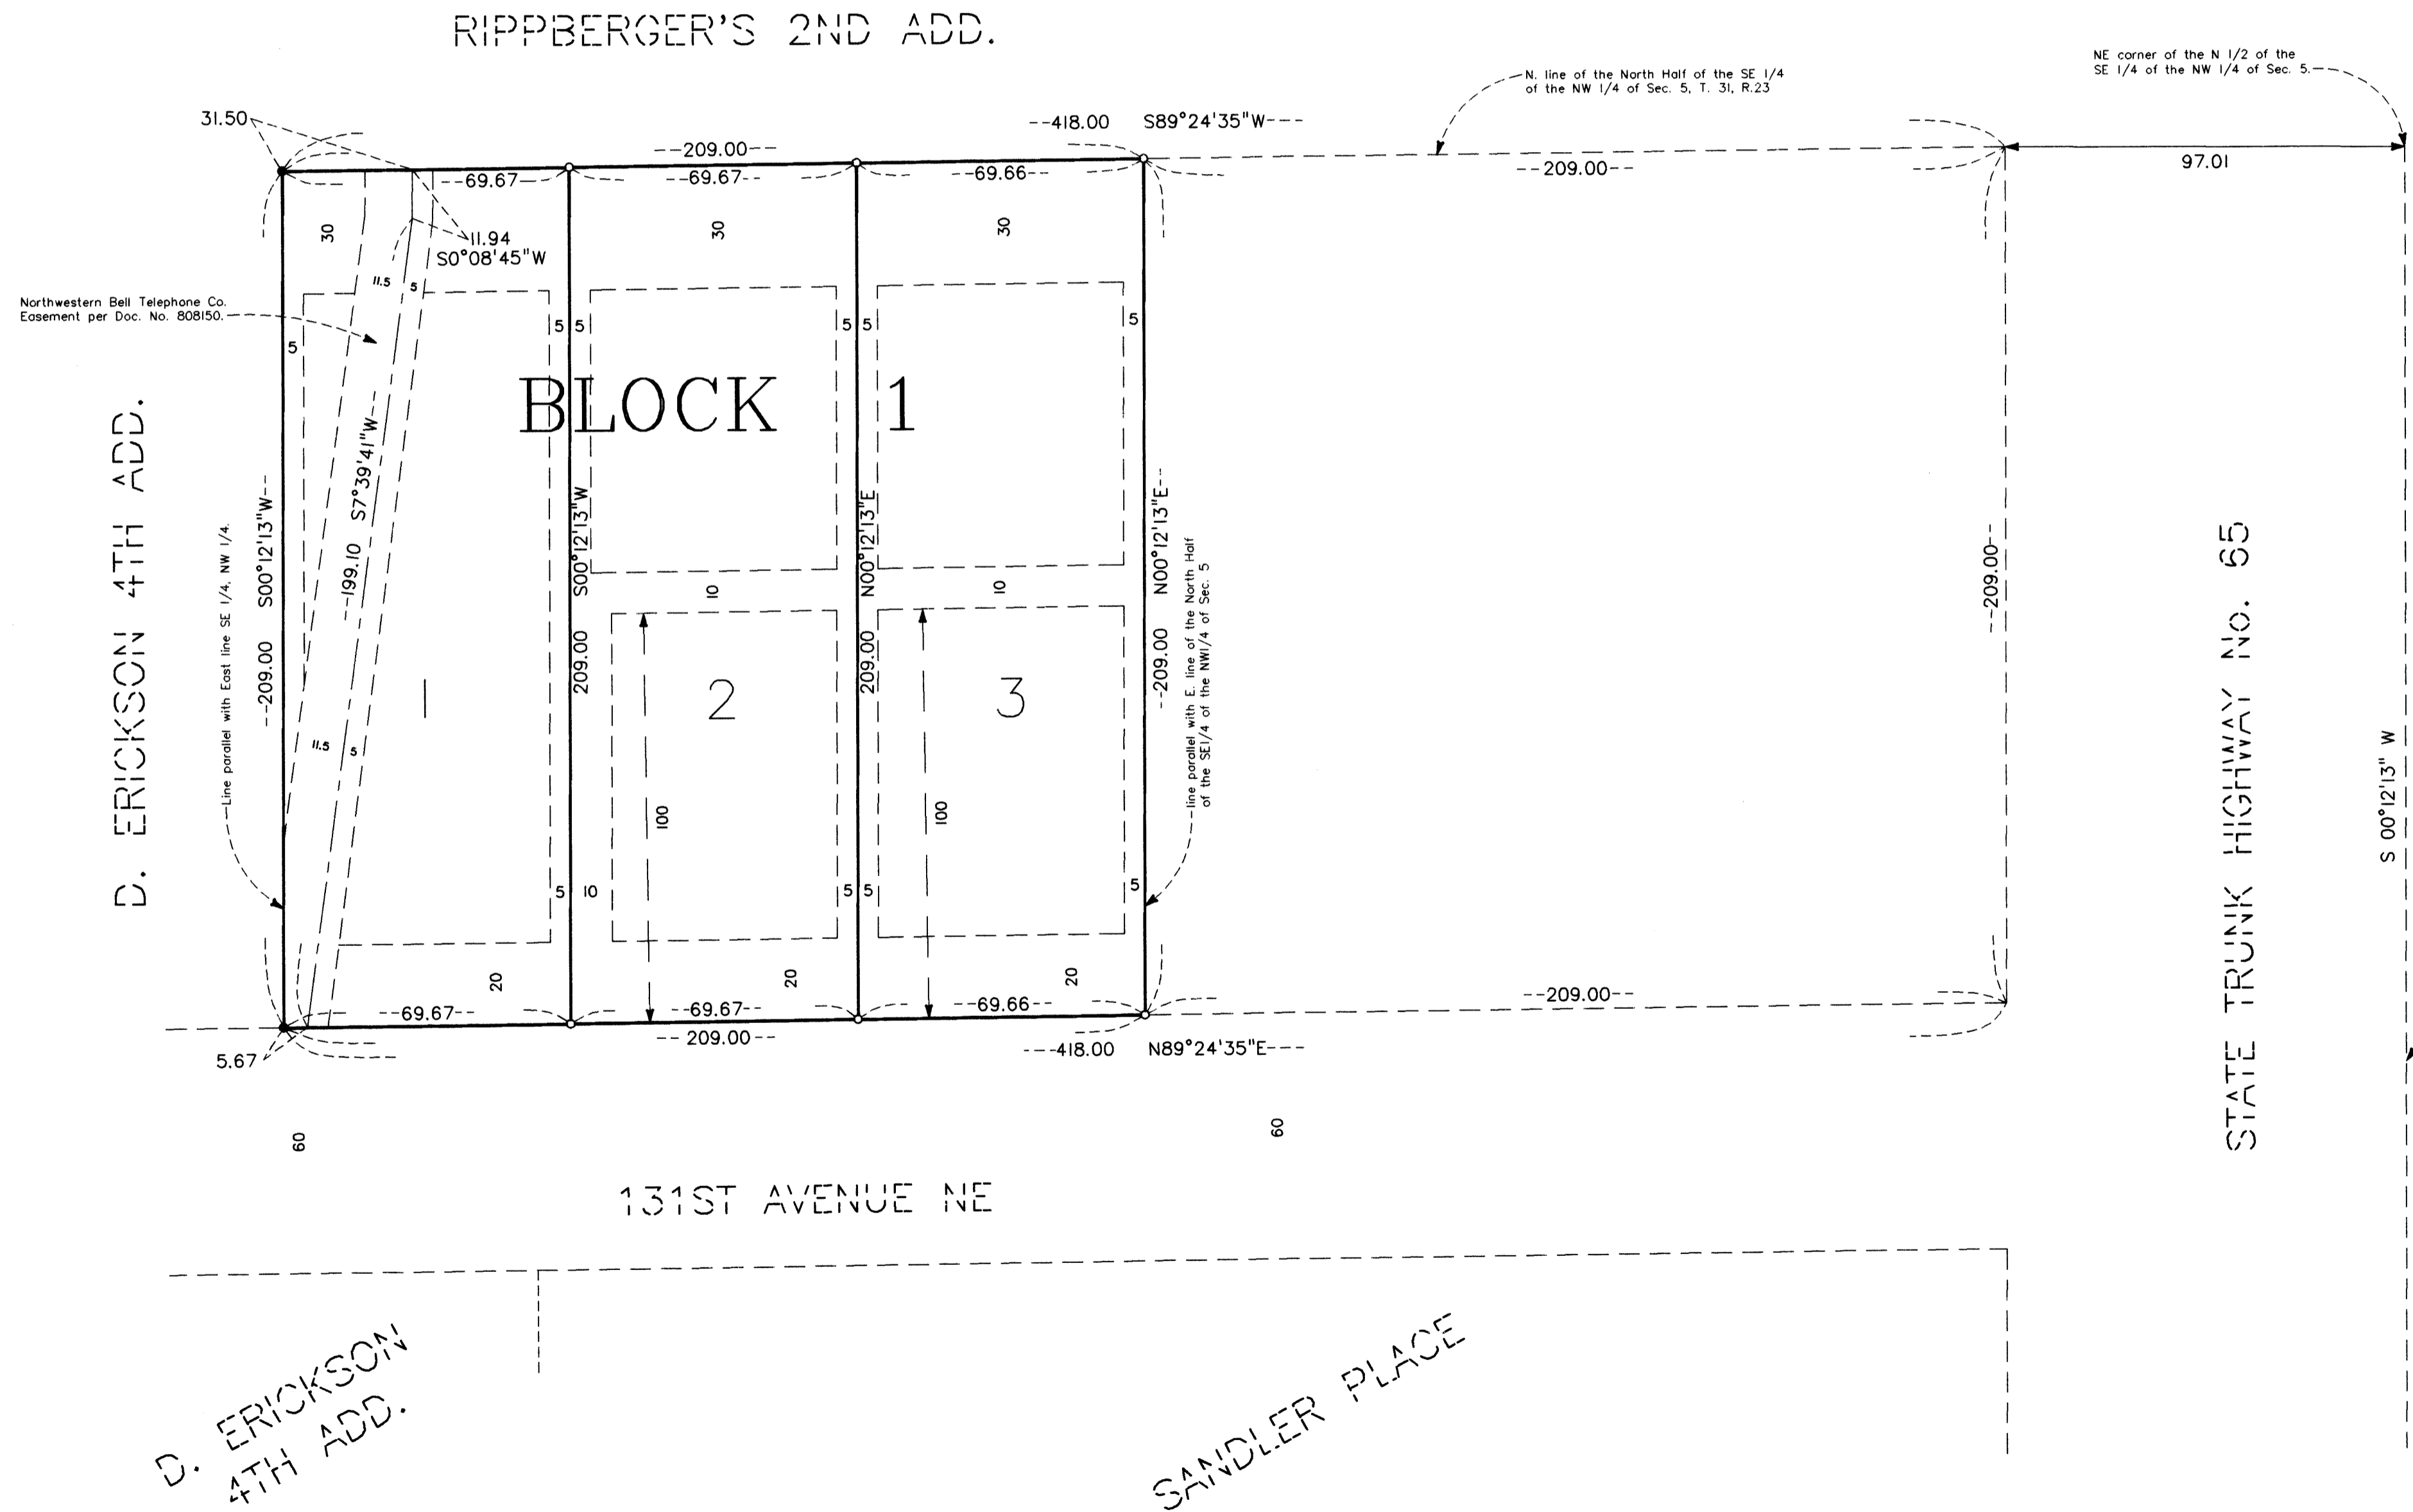 RIPPBERGER'S 2ND ADD.
NE corner of the N 1/2 of the
SE 1/4 of the NW 1/4 of Sec. 5.
N. line of the North Half of the SE 1/4
of the NW 1/4 of Sec. 5, T. 31, R.23
31.50
--418.00 S89°24'35"W---
---209.00---
97.01
--69.67--
--69.67--
--69.66--
--209.00--
30
30
30
11.94
S0°08'45"W
11.5
5
Northwestern Bell Telephone Co.
Easement per Doc. No. 808150.
5
5
5
5
5
5
BLOCK 1
D. ERICKSON 4TH ADD.
--209.00 S00°12'13"W--
Line parallel with East line SE 1/4, NW 1/4.
--199.10 S7°39'41"W--
209.00 S00°12'13"W
209.00 N00°12'13"E
--209.00 N00°12'13"E--
line parallel with E. line of the North Half
of the SE1/4 of the NW1/4 of Sec. 5
--209.00--
STATE TRUNK HIGHWAY No. 65
S 00°12'13" W
10
10
1
2
3
11.5
5
100
100
5
10
5
5
5
20
20
20
--69.67--
--69.67--
--69.66--
--209.00--
-- 209.00--
---418.00 N89°24'35"E---
5.67
60
60
131ST AVENUE NE
D. ERICKSON
4TH ADD.
SANDLER PLACE